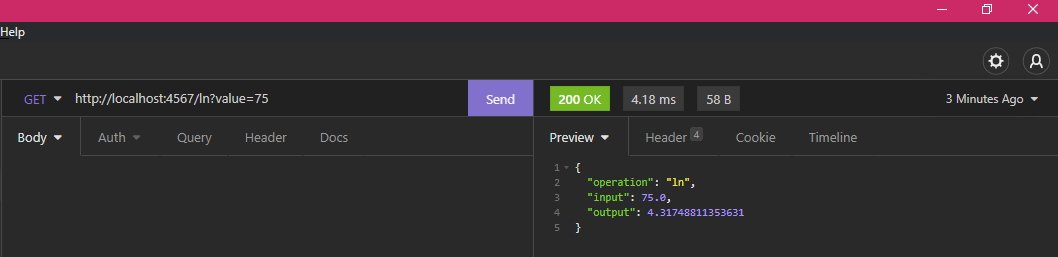 Help
GET http://localhost:4567/ln?value=75 Send 200 OK 4.18 ms 58 B 3 Minutes Ago
Body Auth Query Header Docs Preview Header 4 Cookie Timeline
1 {
2 "operation": "ln",
3 "input": 75.0,
4 "output": 4.31748811353631
5 }